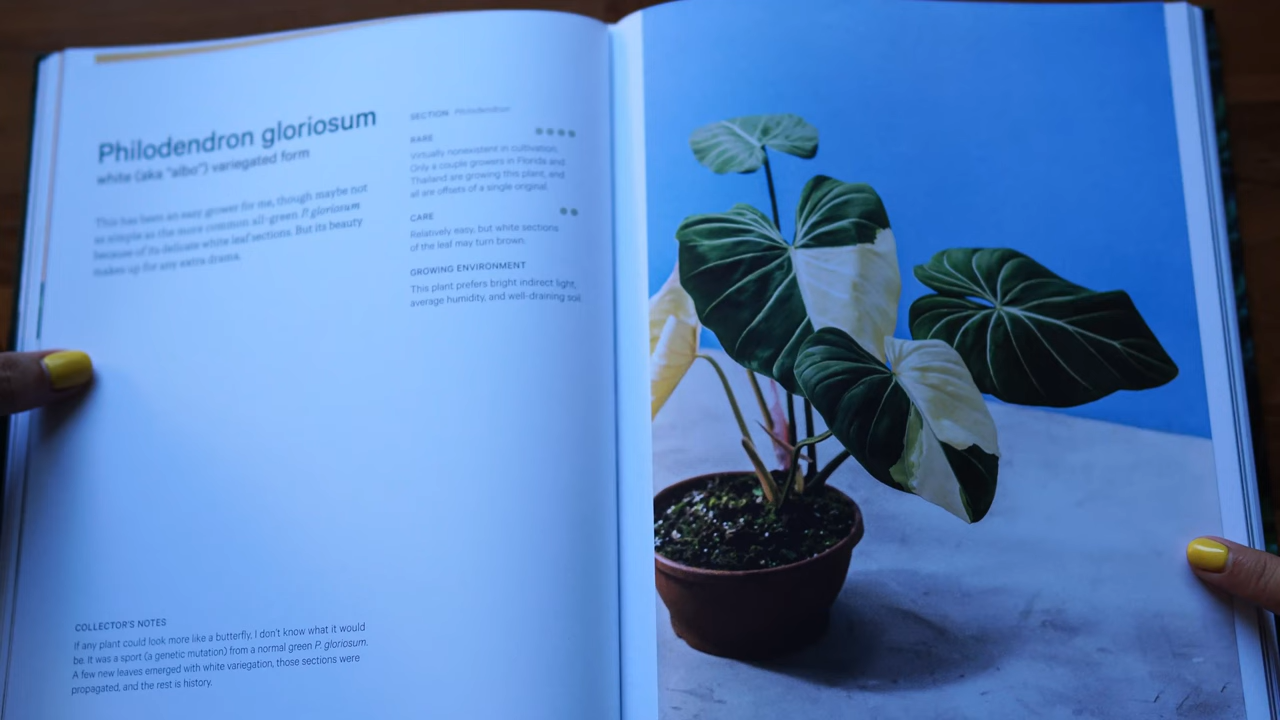 Philodendron gloriosum
white (aka "albo") variegated form
This has been an easy grower for me, though maybe not
as simple as the more common all-green P. gloriosum
because of its delicate white leaf sections. But its beauty
makes up for any extra drama.
SECTION Philodendron
RARE
Virtually nonexistent in cultivation.
Only a couple growers in Florida and
Thailand are growing this plant, and
all are offsets of a single original.
CARE
Relatively easy, but white sections
of the leaf may turn brown.
GROWING ENVIRONMENT
This plant prefers bright indirect light,
average humidity, and well-draining soil.
COLLECTOR'S NOTES
If any plant could look more like a butterfly, I don't know what it would
be. It was a sport (a genetic mutation) from a normal green P. gloriosum.
A few new leaves emerged with white variegation, those sections were
propagated, and the rest is history.